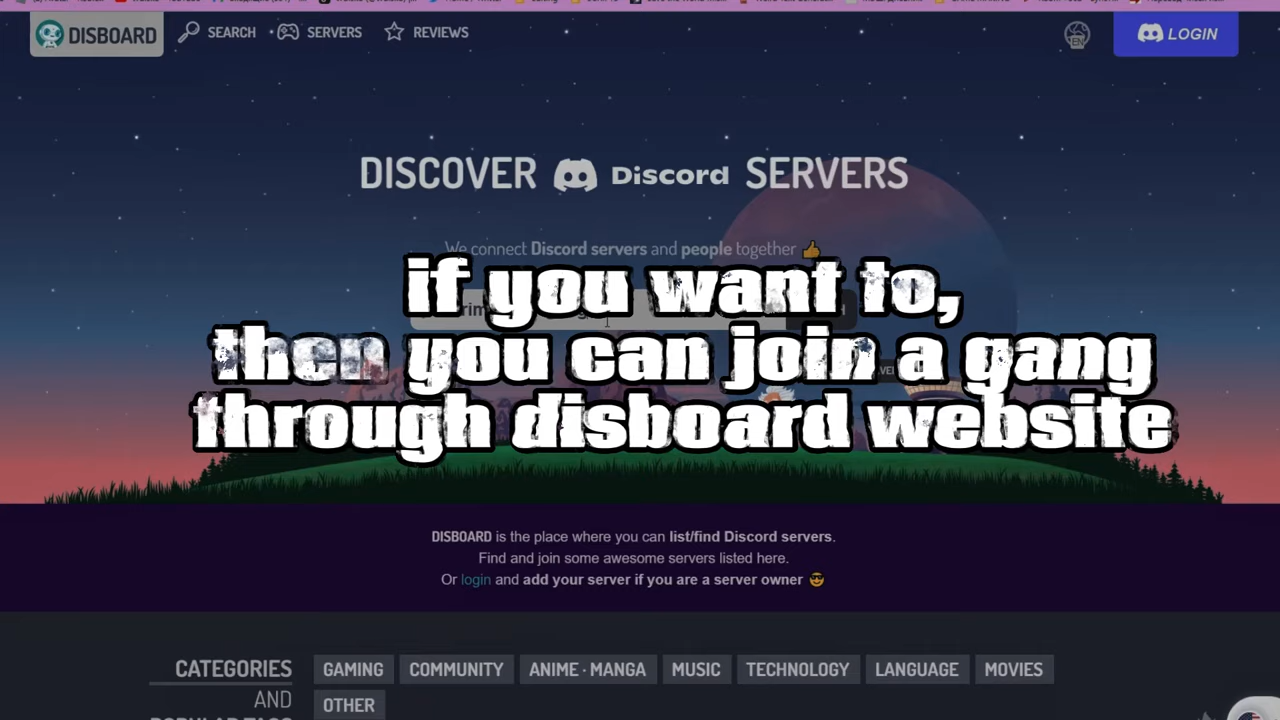 DISBOARD SEARCH SERVERS REVIEWS EN LOGIN
DISCOVER Discord SERVERS
We connect Discord servers and people together 👍
if you want to,
then you can join a gang
through disboard website
DISBOARD is the place where you can list/find Discord servers.
Find and join some awesome servers listed here.
Or login and add your server if you are a server owner 😎
CATEGORIES GAMING COMMUNITY ANIME · MANGA MUSIC TECHNOLOGY LANGUAGE MOVIES
AND OTHER
POPULAR TAGS